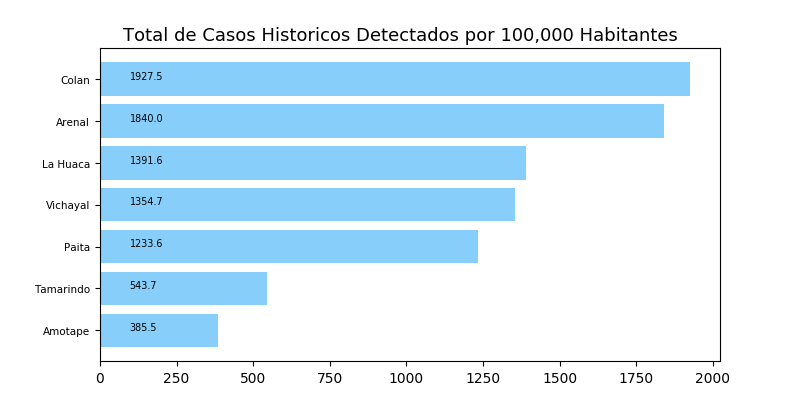 Total de Casos Historicos Detectados por 100,000 Habitantes
Colan 1927.5
Arenal 1840.0
La Huaca 1391.6
Vichayal 1354.7
Paita 1233.6
Tamarindo 543.7
Amotape 385.5
0 250 500 750 1000 1250 1500 1750 2000